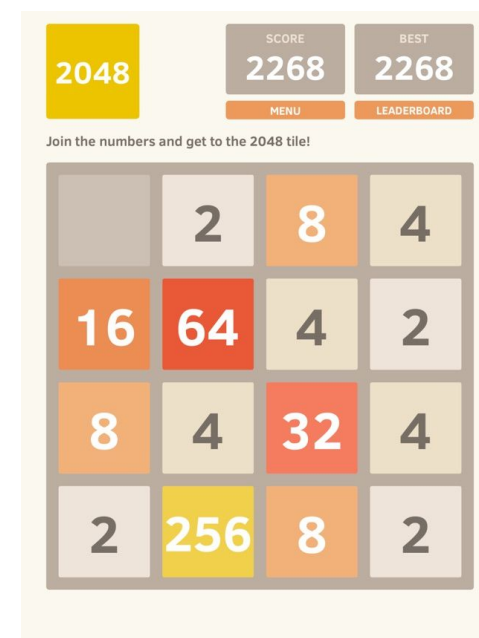 2048
SCORE
2268
BEST
2268
MENU
LEADERBOARD
Join the numbers and get to the 2048 tile!
2 8 4
16 64 4 2
8 4 32 4
2 256 8 2